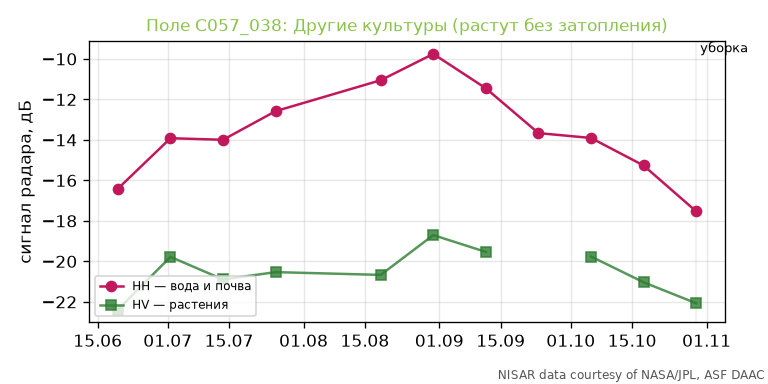 Поле C057_038: Другие культуры (растут без затопления)
уборка
сигнал радара, дБ
−10
−12
−14
−16
−18
−20
−22
HH — вода и почва
HV — растения
15.06 01.07 15.07 01.08 15.08 01.09 15.09 01.10 15.10 01.11
NISAR data courtesy of NASA/JPL, ASF DAAC